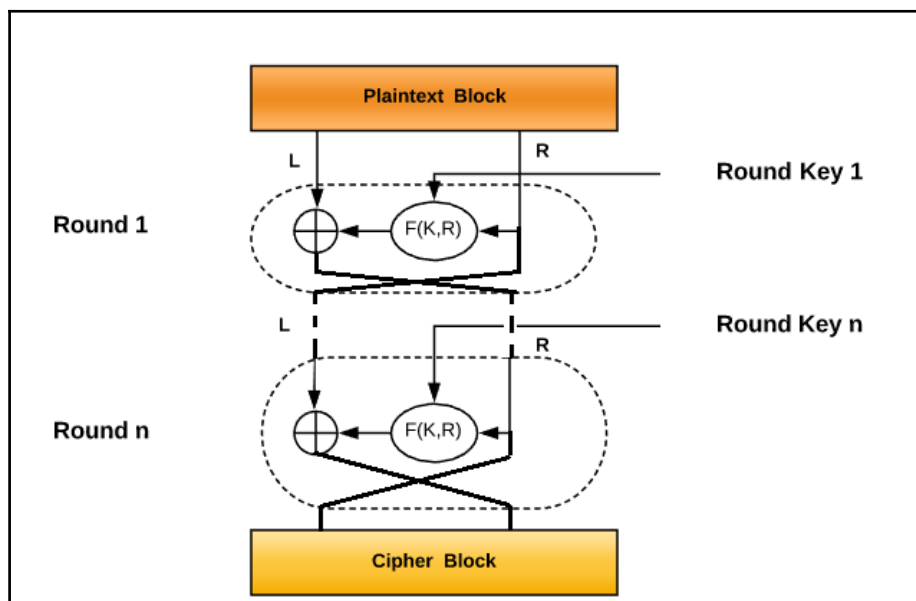 Plaintext Block
L
R
Round Key 1
Round 1
F(K,R)
L
Round Key n
R
Round n
F(K,R)
Cipher Block